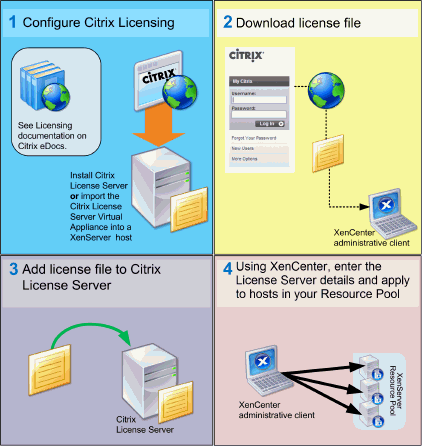 1 Configure Citrix Licensing
See Licensing
documentation on
Citrix eDocs.
CITRIX
Install Citrix
License Server
or import the
Citrix License
Server Virtual
Appliance into a
XenServer host
2 Download license file
CITRIX
My Citrix
Username:
Password:
Log In
Forgot Your Password
New Users
More Options
XenCenter
administrative client
3 Add license file to Citrix
License Server
Citrix
License Server
4 Using XenCenter, enter the
License Server details and apply
to hosts in your Resource Pool
XenCenter
administrative client
XenServer
Resource Pool